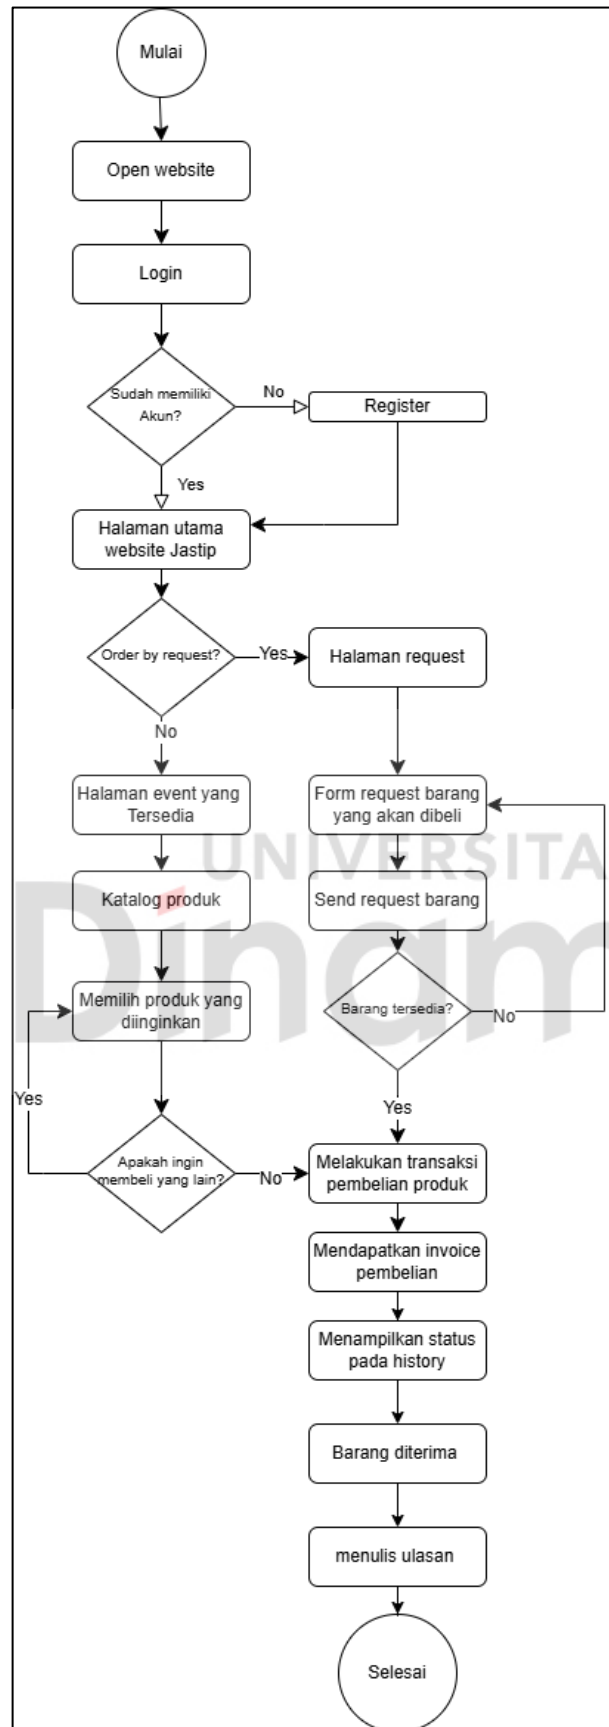 Mulai
Open website
Login
Sudah memiliki
Akun?
No
Register
Yes
Halaman utama
website Jastip
Order by request?
Yes
Halaman request
No
Halaman event yang
Tersedia
Form request barang
yang akan dibeli
UNIVERSITA
Dinam
Katalog produk
Send request barang
Memilih produk yang
diinginkan
Barang tersedia?
No
Yes
Yes
Apakah ingin
membeli yang lain?
No
Melakukan transaksi
pembelian produk
Mendapatkan invoice
pembelian
Menampilkan status
pada history
Barang diterima
menulis ulasan
Selesai